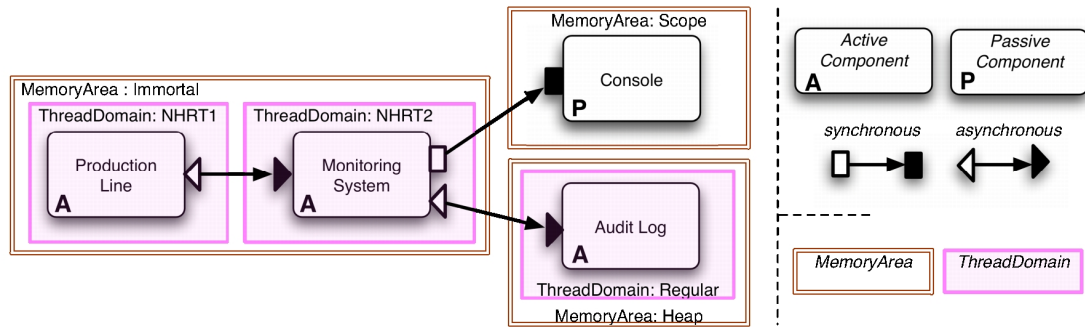 MemoryArea : Immortal
ThreadDomain: NHRT1
Production
Line
A
ThreadDomain: NHRT2
Monitoring
System
A
MemoryArea: Scope
Console
P
Audit Log
A
ThreadDomain: Regular
MemoryArea: Heap
Active
Component
A
Passive
Component
P
synchronous
asynchronous
MemoryArea
ThreadDomain